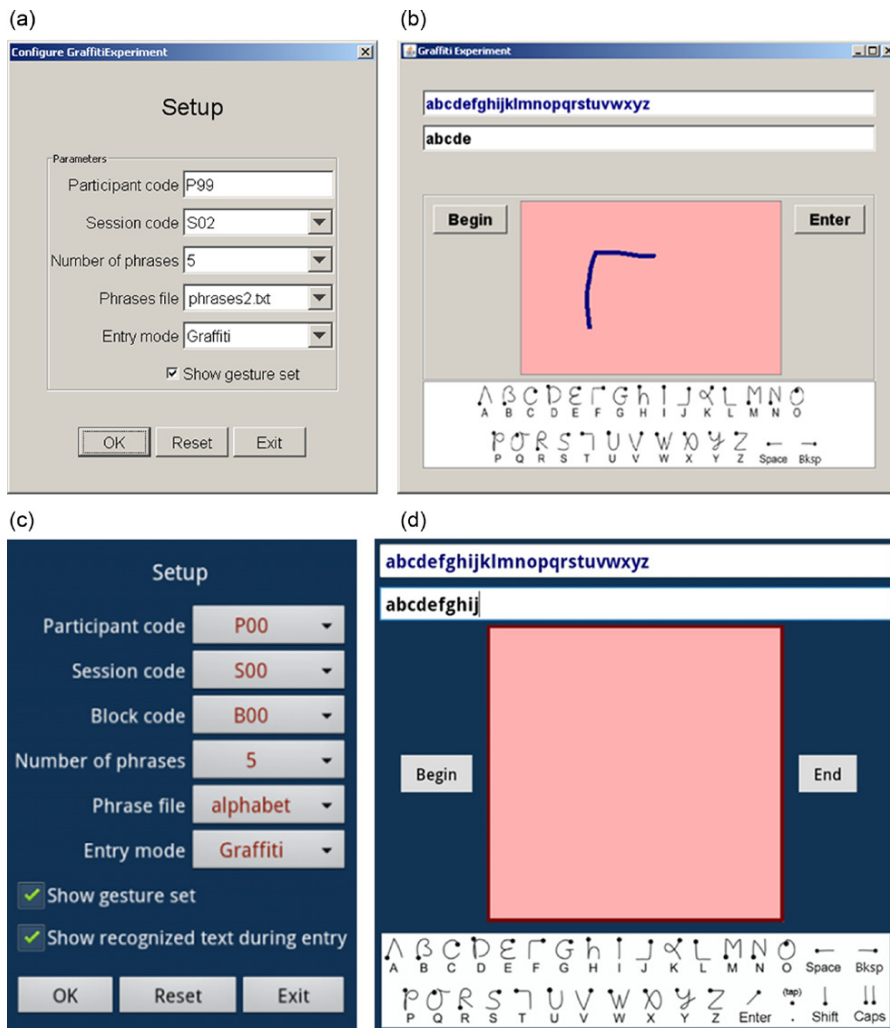 (a)
Configure GraffitiExperiment
Setup
Parameters
Participant code P99
Session code S02
Number of phrases 5
Phrases file phrases2.txt
Entry mode Graffiti
Show gesture set
OK Reset Exit
(b)
Graffiti Experiment
abcdefghijklmnopqrstuvwxyz
abcde
Begin Enter
A B C D E F G H I J K L M N O
P Q R S T U V W X Y Z Space Bksp
(c)
Setup
Participant code P00
Session code S00
Block code B00
Number of phrases 5
Phrase file alphabet
Entry mode Graffiti
Show gesture set
Show recognized text during entry
OK Reset Exit
(d)
abcdefghijklmnopqrstuvwxyz
abcdefghij
Begin End
A B C D E F G H I J K L M N O Space Bksp
(tap)
P Q R S T U V W X Y Z Enter . Shift Caps